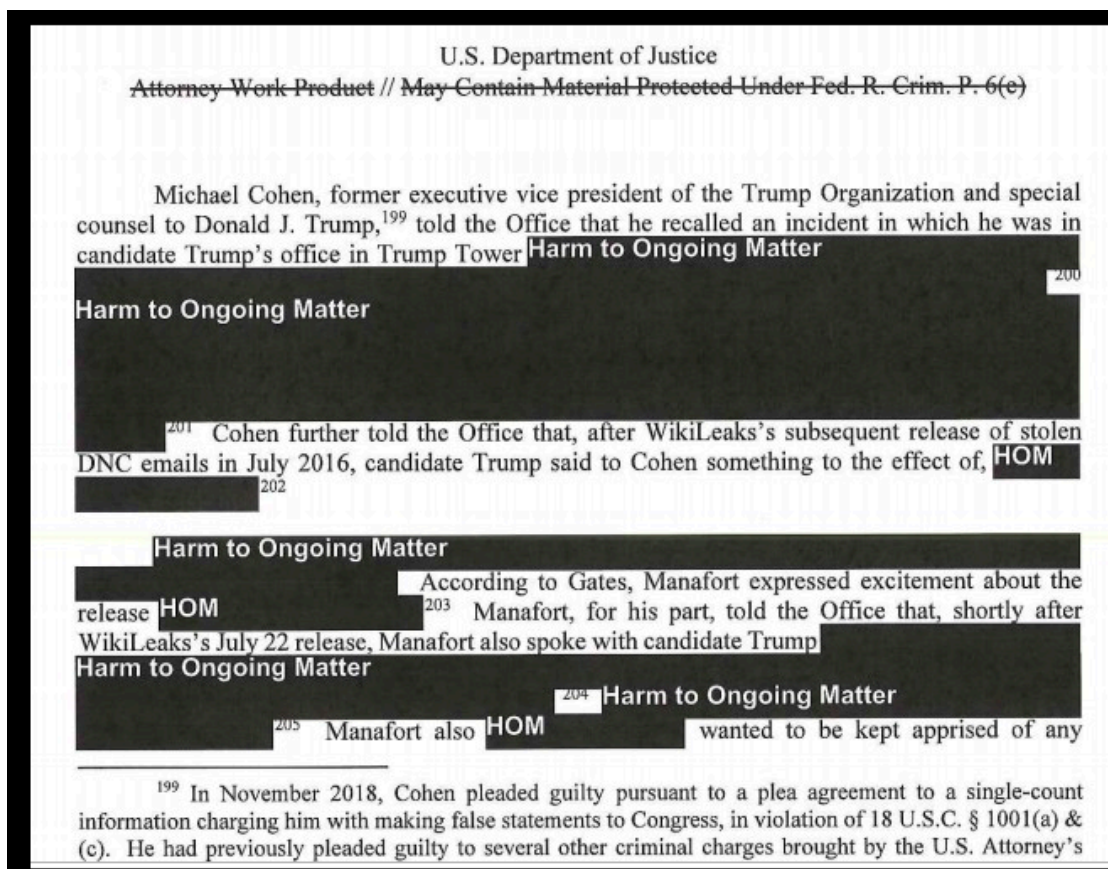 U.S. Department of Justice
Attorney Work Product // May Contain Material Protected Under Fed. R. Crim. P. 6(e)
Michael Cohen, former executive vice president of the Trump Organization and special
counsel to Donald J. Trump,199 told the Office that he recalled an incident in which he was in
candidate Trump's office in Trump Tower Harm to Ongoing Matter
200
Harm to Ongoing Matter
201 Cohen further told the Office that, after WikiLeaks's subsequent release of stolen
DNC emails in July 2016, candidate Trump said to Cohen something to the effect of, HOM
202
Harm to Ongoing Matter
According to Gates, Manafort expressed excitement about the
release HOM 203 Manafort, for his part, told the Office that, shortly after
WikiLeaks's July 22 release, Manafort also spoke with candidate Trump
Harm to Ongoing Matter
204 Harm to Ongoing Matter
205 Manafort also HOM wanted to be kept apprised of any
199 In November 2018, Cohen pleaded guilty pursuant to a plea agreement to a single-count
information charging him with making false statements to Congress, in violation of 18 U.S.C. § 1001(a) &
(c). He had previously pleaded guilty to several other criminal charges brought by the U.S. Attorney's